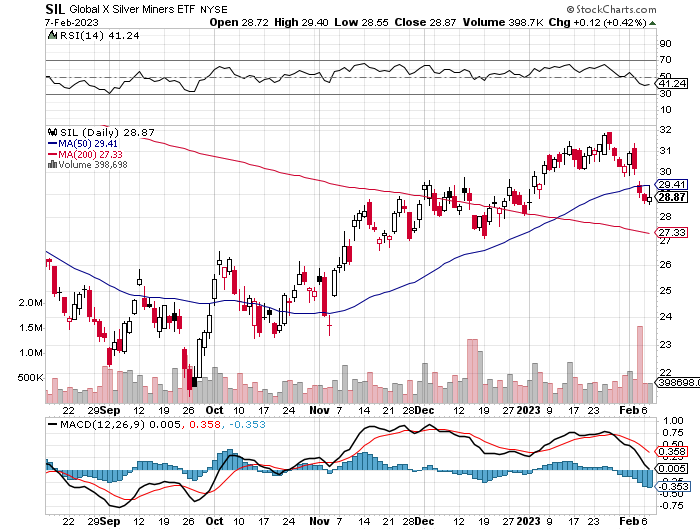 SIL Global X Silver Miners ETF NYSE © StockCharts.com
7-Feb-2023 Open 28.72 High 29.40 Low 28.55 Close 28.87 Volume 398.7K Chg +0.12 (+0.42%)
RSI(14) 41.24
90
70
50
41.24
30
10
SIL (Daily) 28.87
MA(50) 29.41
MA(200) 27.33
Volume 398,698
32
31
30
29.41
28.87
28
27.33
27
26
25
24
23
22
2.0M
1.5M
1.0M
500K
398698.0
22 29 Sep 12 19 26 Oct 10 17 24 Nov 7 14 21 28 Dec 12 19 27 2023 9 17 23 Feb 6
MACD(12,26,9) 0.005, 0.358, -0.353
1.00
0.75
0.50
0.358
0.005
-0.353
-0.50
-0.75
22 29 Sep 12 19 26 Oct 10 17 24 Nov 7 14 21 28 Dec 12 19 27 2023 9 17 23 Feb 6